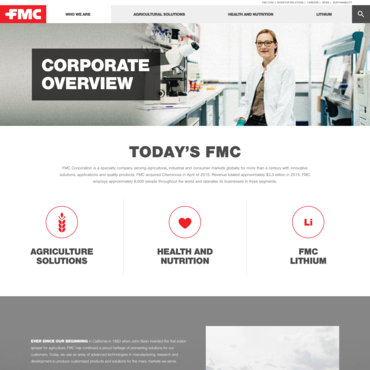 FMC
FMC.COM | INVESTOR RELATIONS | CAREERS | NEWS | SUSTAINABILITY
WHO WE ARE
AGRICULTURAL SOLUTIONS
HEALTH AND NUTRITION
LITHIUM
CORPORATE
OVERVIEW
TODAY'S FMC
FMC Corporation is a specialty company serving agricultural, industrial and consumer markets globally for more than a century with innovative
solutions, applications and quality products. FMC acquired Cheminova in April of 2015. Revenue totaled approximately $3.3 billion in 2015. FMC
employs approximately 6,000 people throughout the world and operates its businesses in three segments:
Li
AGRICULTURE
SOLUTIONS
HEALTH AND
NUTRITION
FMC
LITHIUM
EVER SINCE OUR BEGINNING in California in 1883 when John Bean invented the first piston
sprayer for agriculture, FMC has continued a proud heritage of pioneering solutions for our
customers. Today, we use an array of advanced technologies in manufacturing, research and
development to produce customized products and solutions for the many markets we serve.